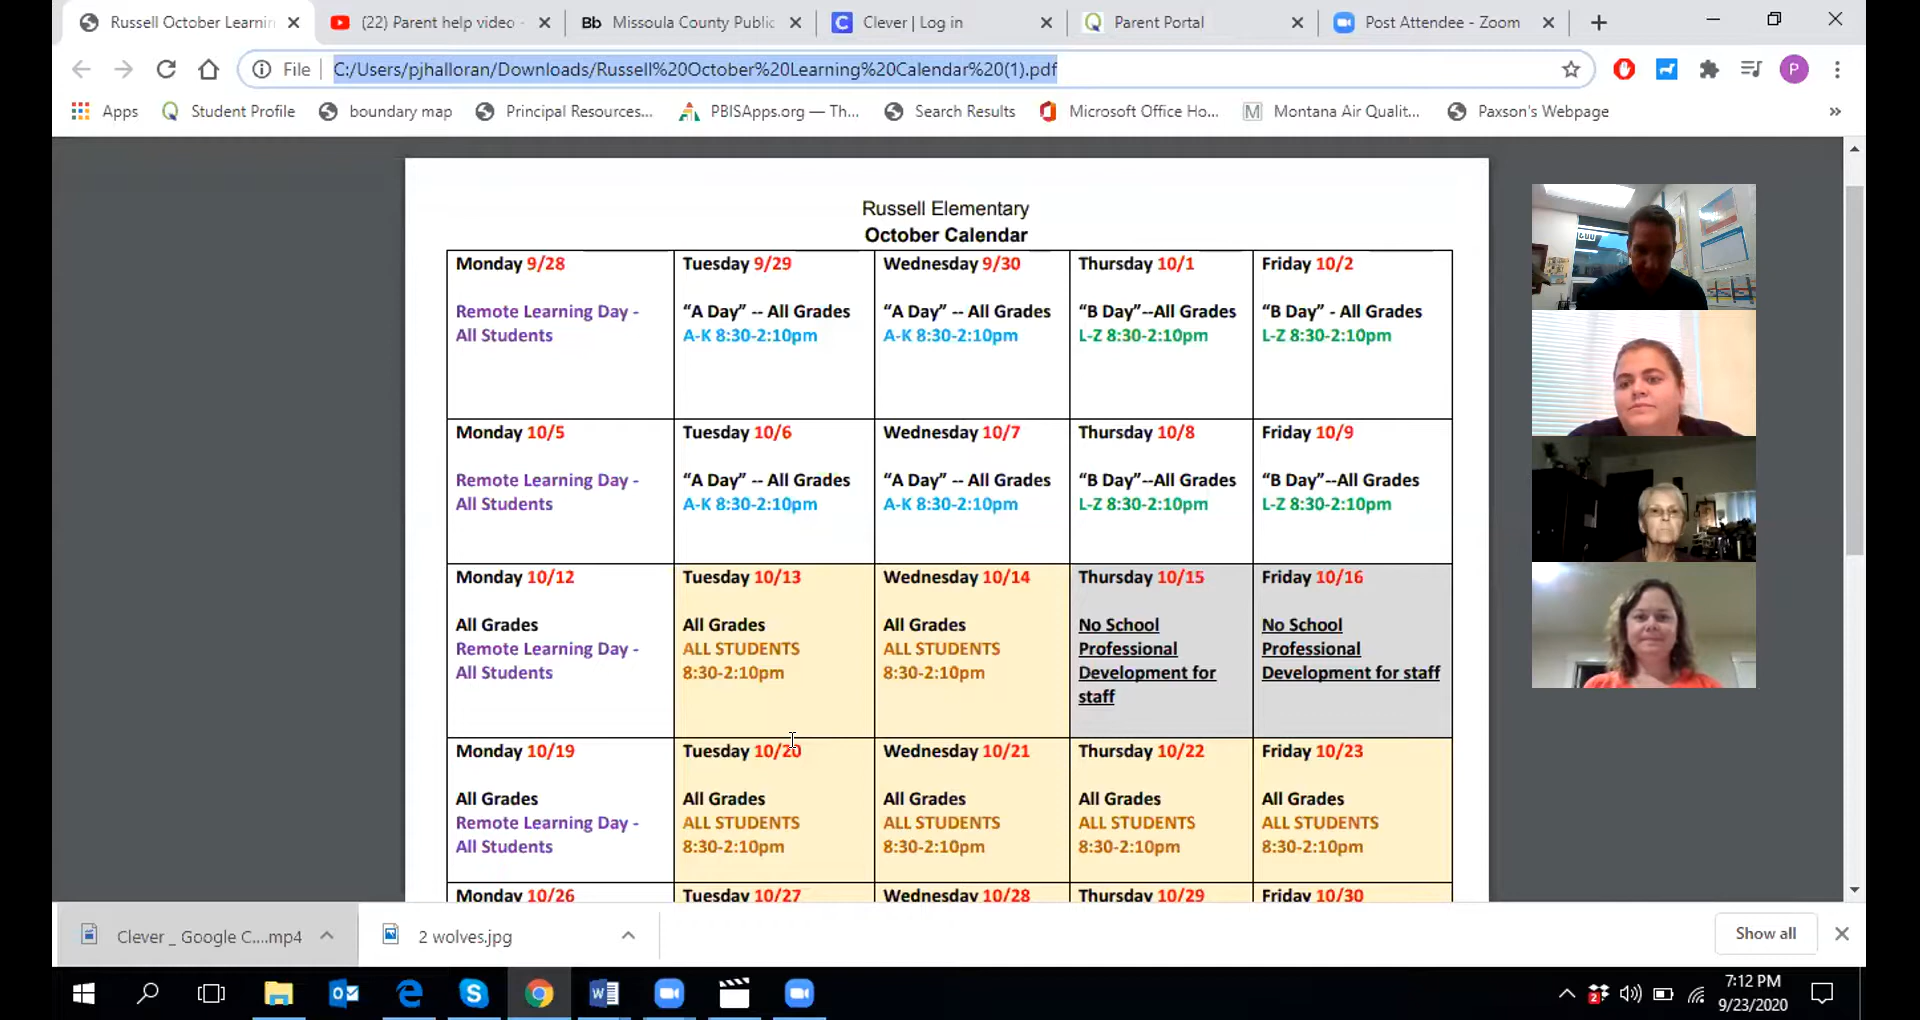 Russell October Learnin
(22) Parent help video -
Bb Missoula County Public
C Clever | Log in
Q Parent Portal
Post Attendee - Zoom
File C:/Users/pjhalloran/Downloads/Russell%20October%20Learning%20Calendar%20(1).pdf
P
Apps
Q Student Profile
boundary map
Principal Resources...
PBISApps.org — Th...
Search Results
Microsoft Office Ho...
M Montana Air Qualit...
Paxson's Webpage
»
Russell Elementary
October Calendar
Monday 9/28
Remote Learning Day -
All Students
Tuesday 9/29
“A Day” -- All Grades
A-K 8:30-2:10pm
Wednesday 9/30
“A Day” -- All Grades
A-K 8:30-2:10pm
Thursday 10/1
“B Day”--All Grades
L-Z 8:30-2:10pm
Friday 10/2
“B Day” - All Grades
L-Z 8:30-2:10pm
Monday 10/5
Remote Learning Day -
All Students
Tuesday 10/6
“A Day” -- All Grades
A-K 8:30-2:10pm
Wednesday 10/7
“A Day” -- All Grades
A-K 8:30-2:10pm
Thursday 10/8
“B Day”--All Grades
L-Z 8:30-2:10pm
Friday 10/9
“B Day”--All Grades
L-Z 8:30-2:10pm
Monday 10/12
All Grades
Remote Learning Day -
All Students
Tuesday 10/13
All Grades
ALL STUDENTS
8:30-2:10pm
Wednesday 10/14
All Grades
ALL STUDENTS
8:30-2:10pm
Thursday 10/15
No School
Professional
Development for
staff
Friday 10/16
No School
Professional
Development for staff
Monday 10/19
All Grades
Remote Learning Day -
All Students
Tuesday 10/20
All Grades
ALL STUDENTS
8:30-2:10pm
Wednesday 10/21
All Grades
ALL STUDENTS
8:30-2:10pm
Thursday 10/22
All Grades
ALL STUDENTS
8:30-2:10pm
Friday 10/23
All Grades
ALL STUDENTS
8:30-2:10pm
Monday 10/26
Tuesday 10/27
Wednesday 10/28
Thursday 10/29
Friday 10/30
Clever _ Google C....mp4
2 wolves.jpg
Show all
7:12 PM
9/23/2020